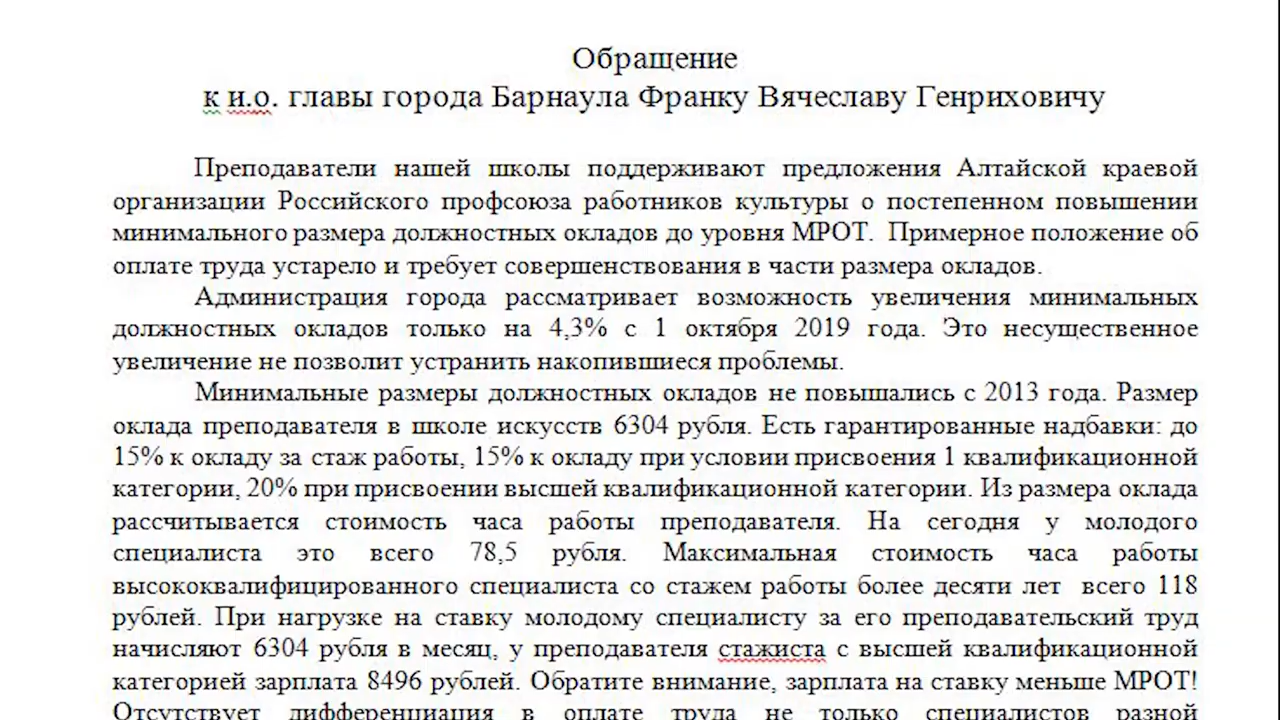 Обращение
к и.о. главы города Барнаула Франку Вячеславу Генриховичу
Преподаватели нашей школы поддерживают предложения Алтайской краевой
организации Российского профсоюза работников культуры о постепенном повышении
минимального размера должностных окладов до уровня МРОТ. Примерное положение об
оплате труда устарело и требует совершенствования в части размера окладов.
Администрация города рассматривает возможность увеличения минимальных
должностных окладов только на 4,3% с 1 октября 2019 года. Это несущественное
увеличение не позволит устранить накопившиеся проблемы.
Минимальные размеры должностных окладов не повышались с 2013 года. Размер
оклада преподавателя в школе искусств 6304 рубля. Есть гарантированные надбавки: до
15% к окладу за стаж работы, 15% к окладу при условии присвоения 1 квалификационной
категории, 20% при присвоении высшей квалификационной категории. Из размера оклада
рассчитывается стоимость часа работы преподавателя. На сегодня у молодого
специалиста это всего 78,5 рубля. Максимальная стоимость часа работы
высококвалифицированного специалиста со стажем работы более десяти лет всего 118
рублей. При нагрузке на ставку молодому специалисту за его преподавательский труд
начисляют 6304 рубля в месяц, у преподавателя стажиста с высшей квалификационной
категорией зарплата 8496 рублей. Обратите внимание, зарплата на ставку меньше МРОТ!
Отсутствует дифференциация в оплате труда не только специалистов разной